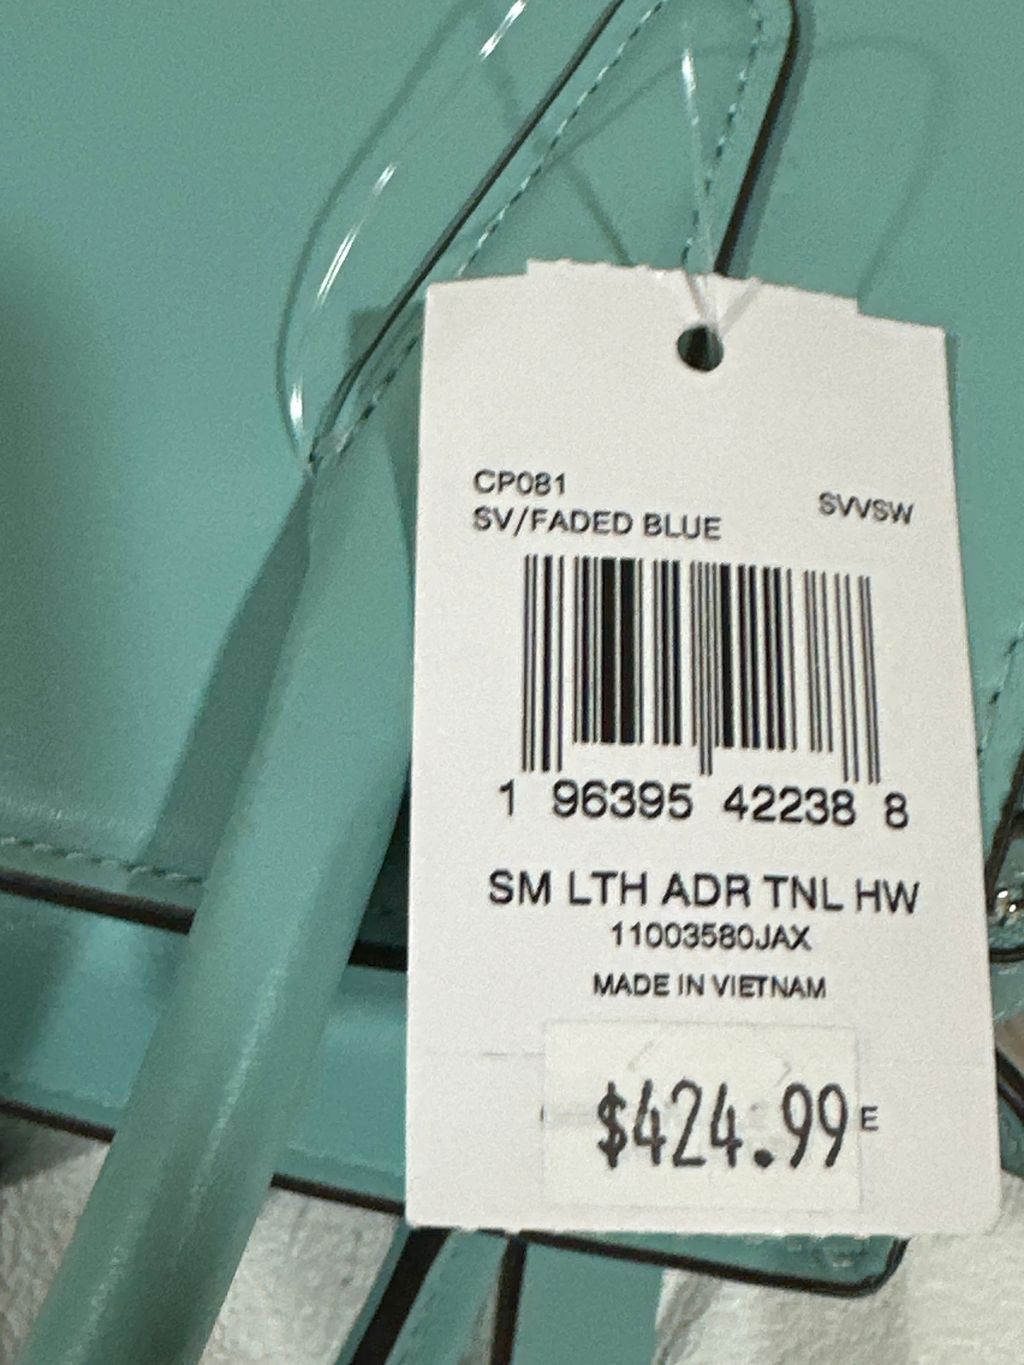 CP081
SV/FADED BLUE
SVVSW
1 96395 42238 8
SM LTH ADR TNL HW
11003580JAX
MADE IN VIETNAM
$424.99 E